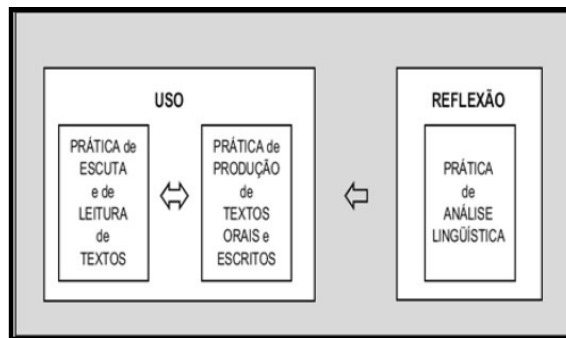 USO
PRÁTICA de
ESCUTA
e de
LEITURA
de
TEXTOS
PRÁTICA de
PRODUÇÃO
de
TEXTOS
ORAIS e
ESCRITOS
REFLEXÃO
PRÁTICA
de
ANÁLISE
LINGÜÍSTICA